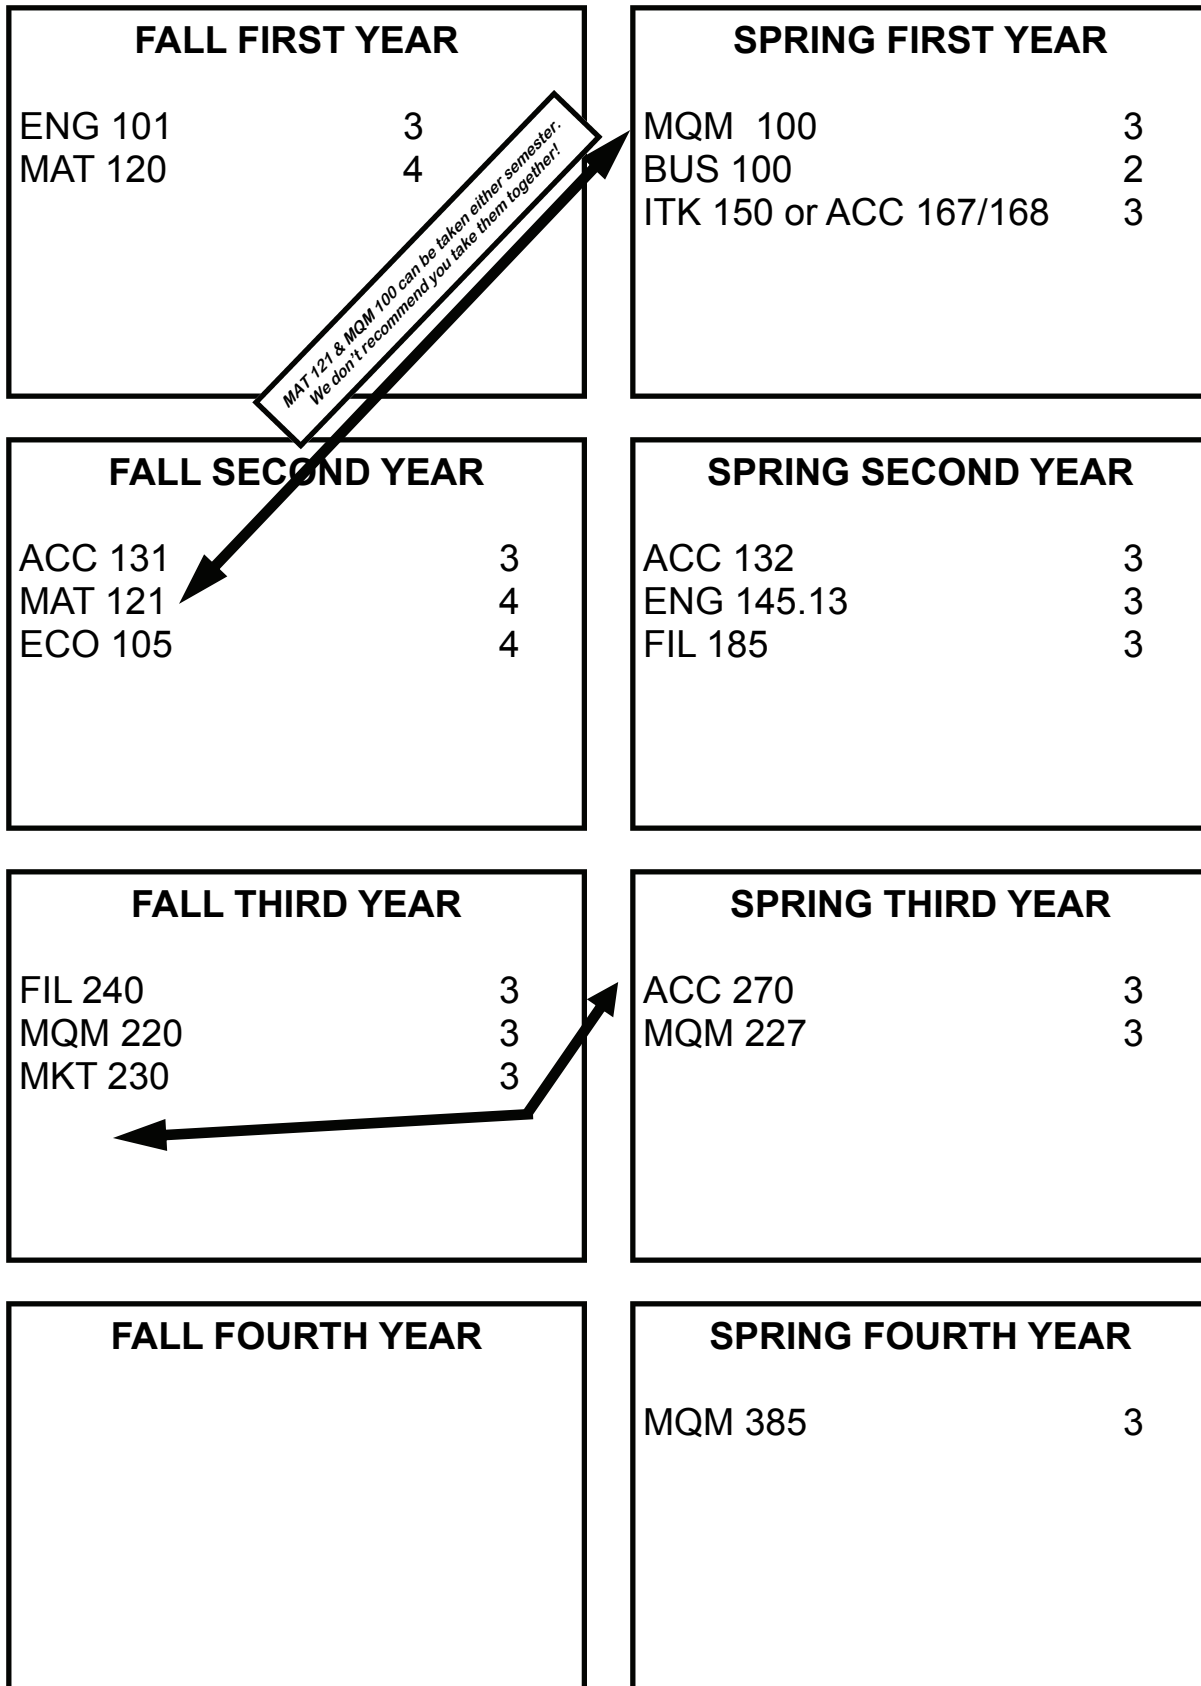 FALL FIRST YEAR
ENG 101 3
MAT 120 4
SPRING FIRST YEAR
MQM 100 3
BUS 100 2
ITK 150 or ACC 167/168 3
MAT 121 & MQM 100 can be taken either semester.
We don't recommend you take them together!
FALL SECOND YEAR
ACC 131 3
MAT 121 4
ECO 105 4
SPRING SECOND YEAR
ACC 132 3
ENG 145.13 3
FIL 185 3
FALL THIRD YEAR
FIL 240 3
MQM 220 3
MKT 230 3
SPRING THIRD YEAR
ACC 270 3
MQM 227 3
FALL FOURTH YEAR
SPRING FOURTH YEAR
MQM 385 3